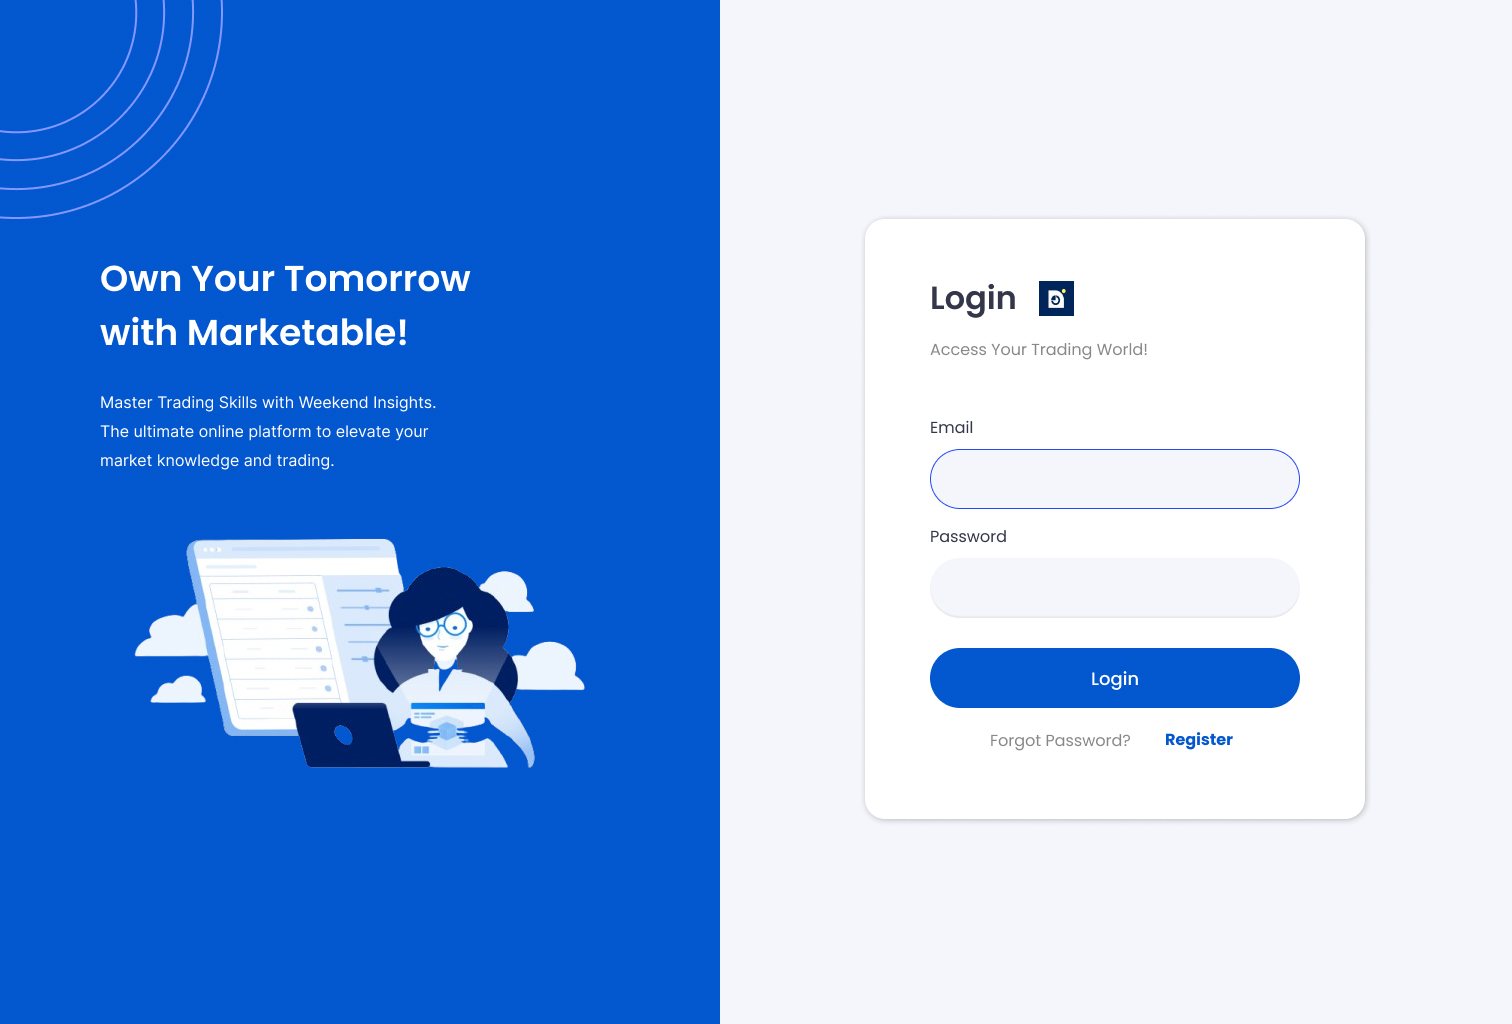 Own Your Tomorrow
with Marketable!
Master Trading Skills with Weekend Insights.
The ultimate online platform to elevate your
market knowledge and trading.
Login
Access Your Trading World!
Email
Password
Login
Forgot Password? Register